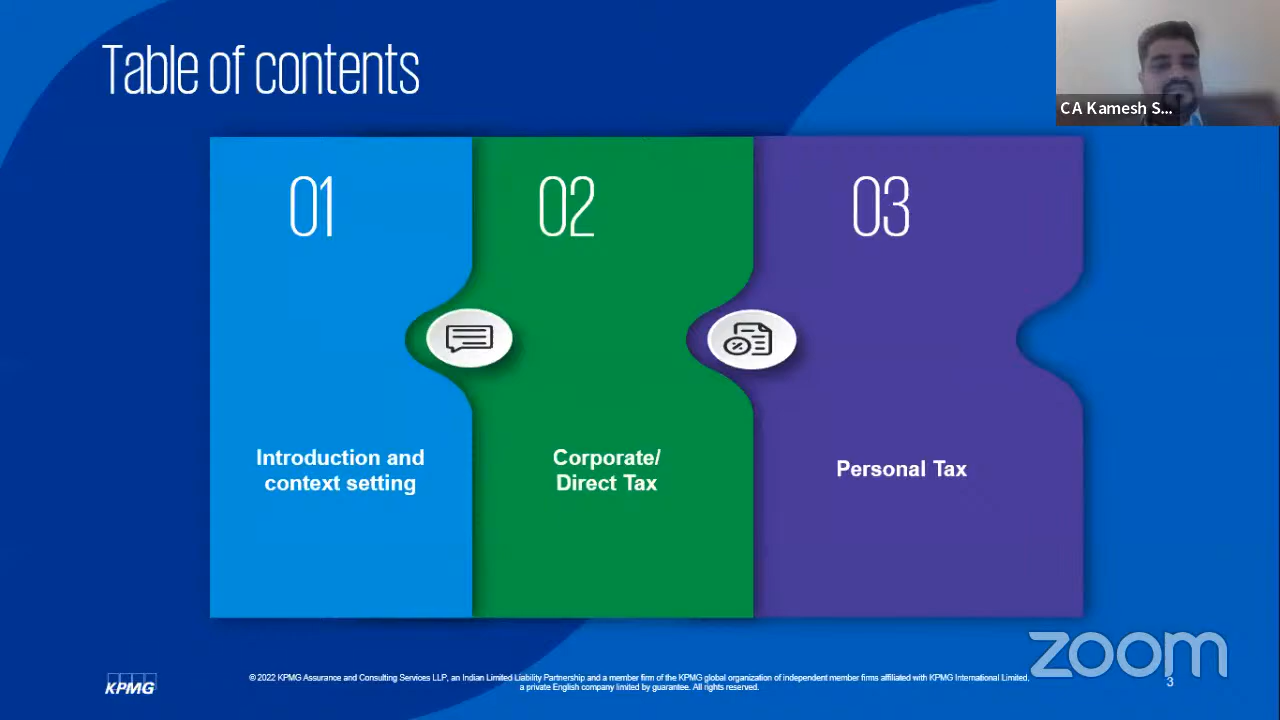 Table of contents
CA Kamesh S...
01
02
03
Introduction and
context setting
Corporate/
Direct Tax
Personal Tax
zoom
KPMG
© 2022 KPMG Assurance and Consulting Services LLP, an Indian Limited Liability Partnership and a member firm of the KPMG global organization of independent member firms affiliated with KPMG International Limited,
a private English company limited by guarantee. All rights reserved.
3